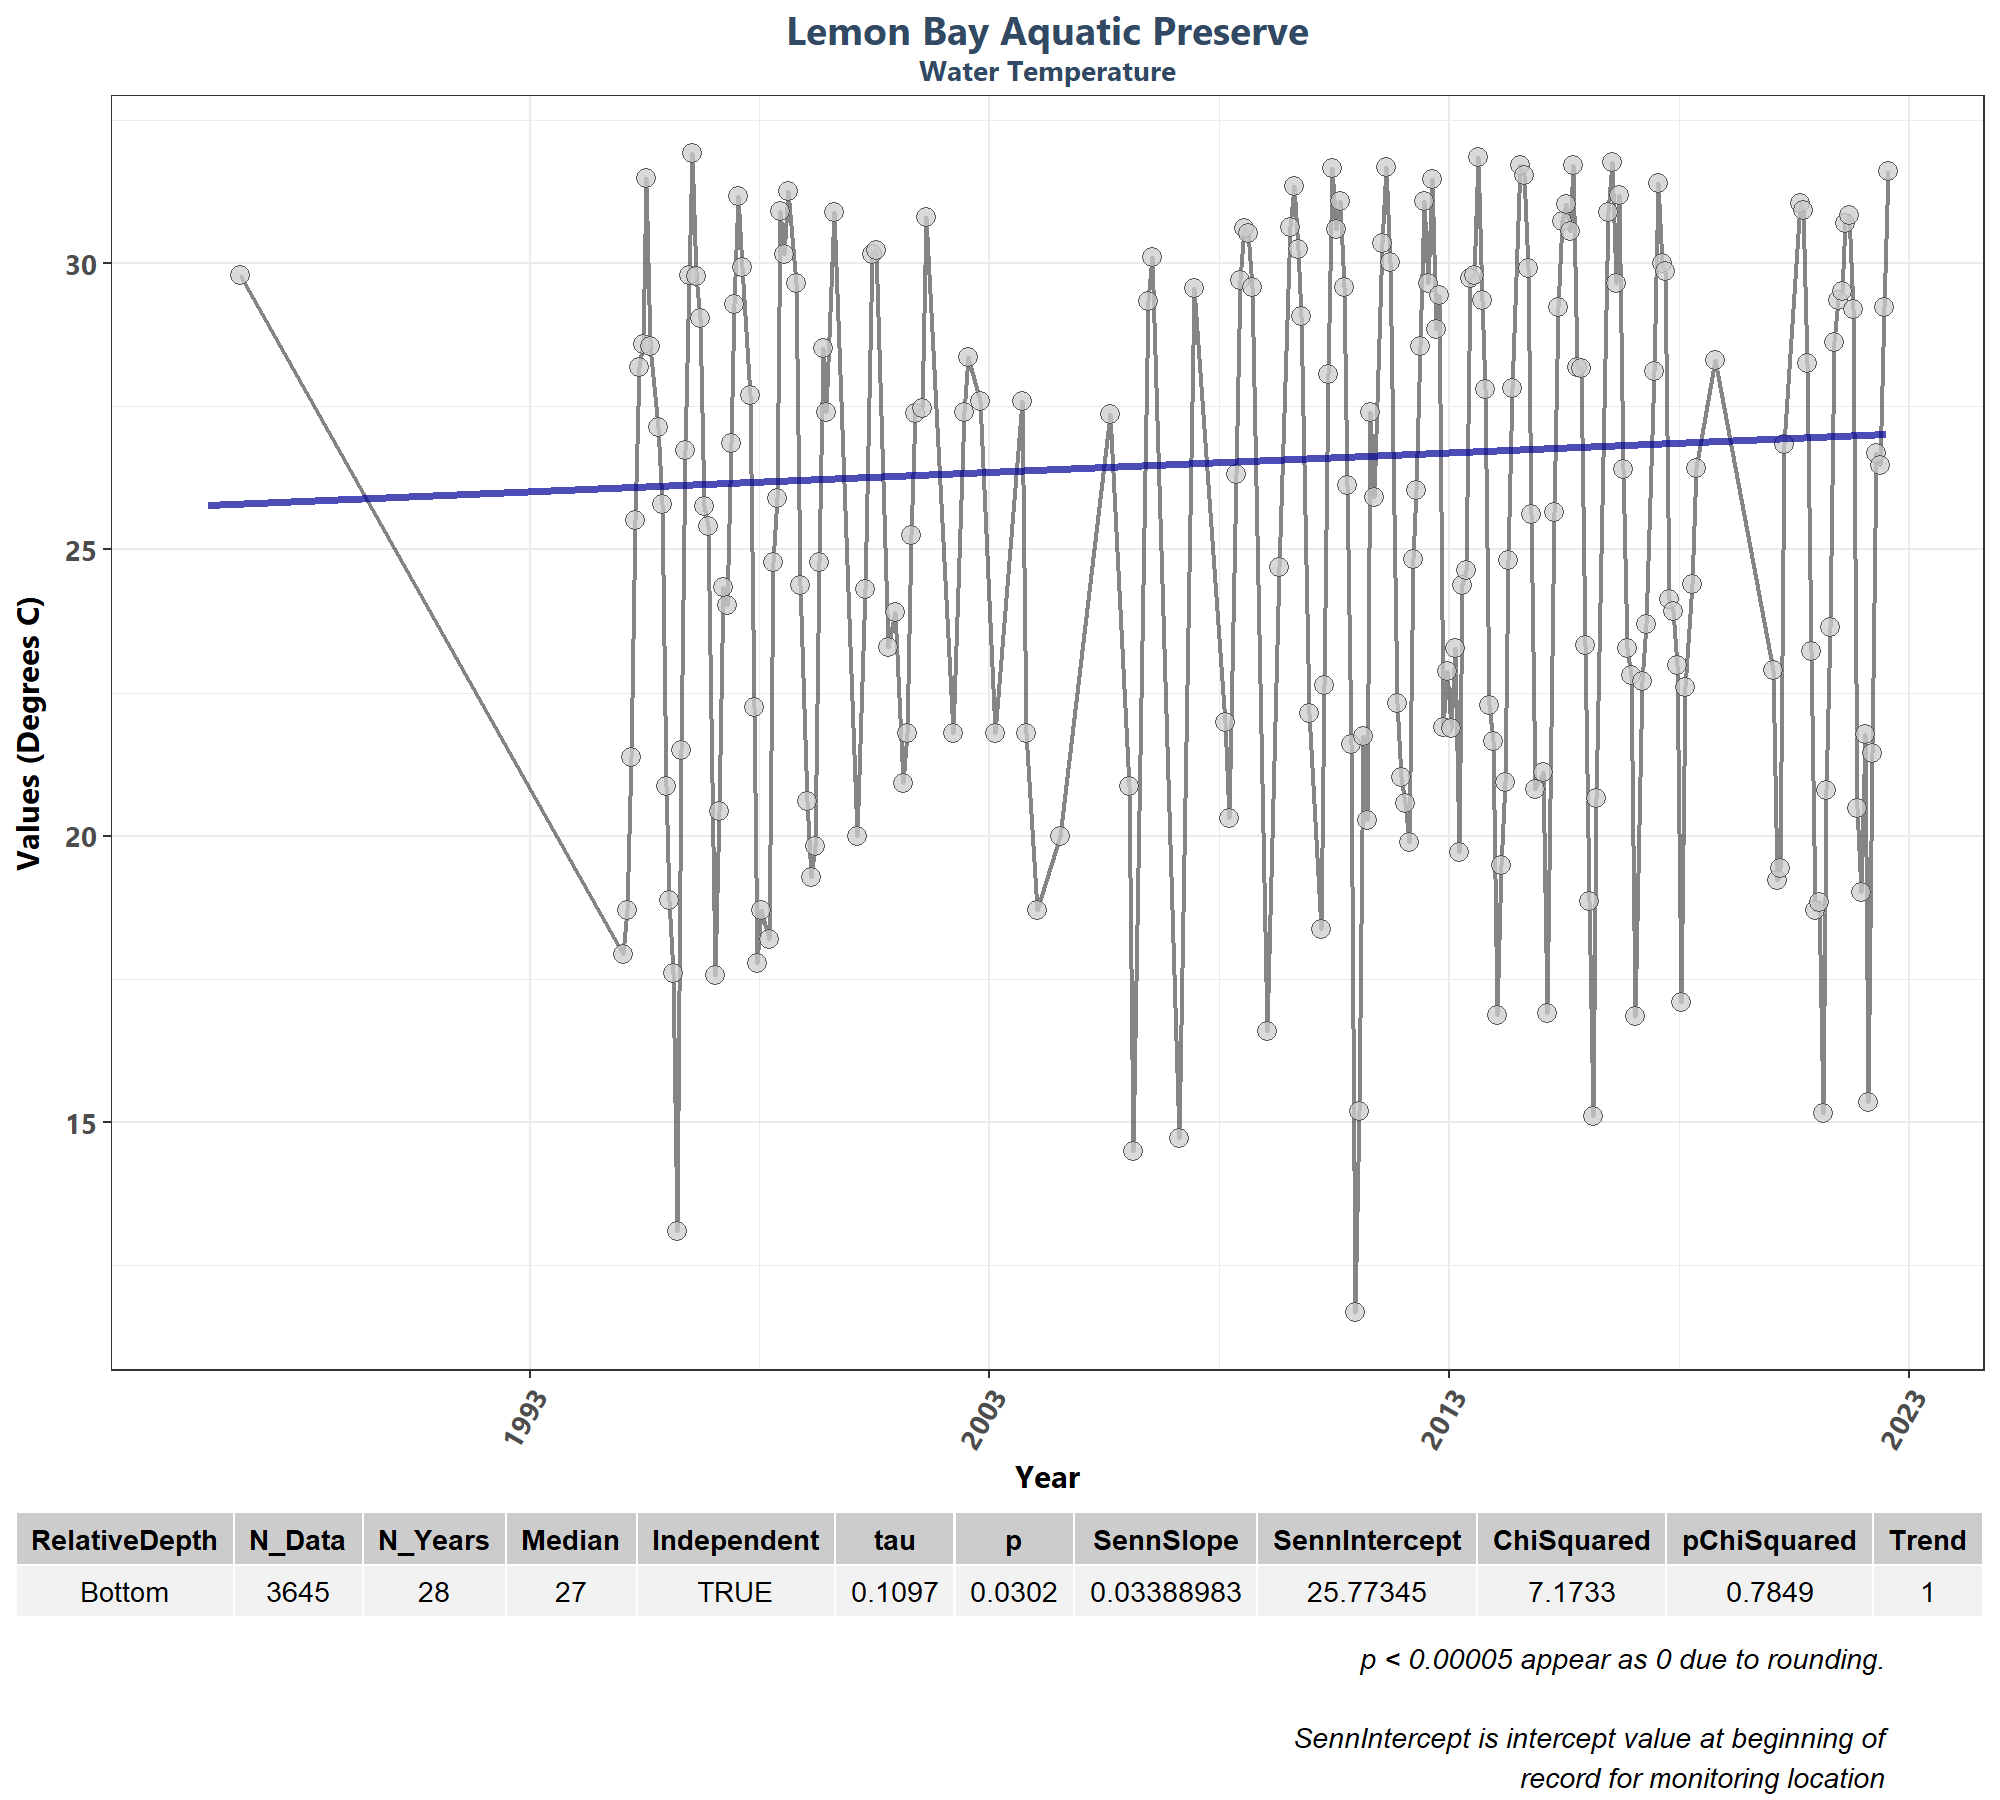 Lemon Bay Aquatic Preserve
Water Temperature
Values (Degrees C)
30
25
20
15
1993
2003
2013
2023
Year
RelativeDepth N_Data N_Years Median Independent tau p SennSlope SennIntercept ChiSquared pChiSquared Trend
Bottom 3645 28 27 TRUE 0.1097 0.0302 0.03388983 25.77345 7.1733 0.7849 1
p < 0.00005 appear as 0 due to rounding.
SennIntercept is intercept value at beginning of
record for monitoring location